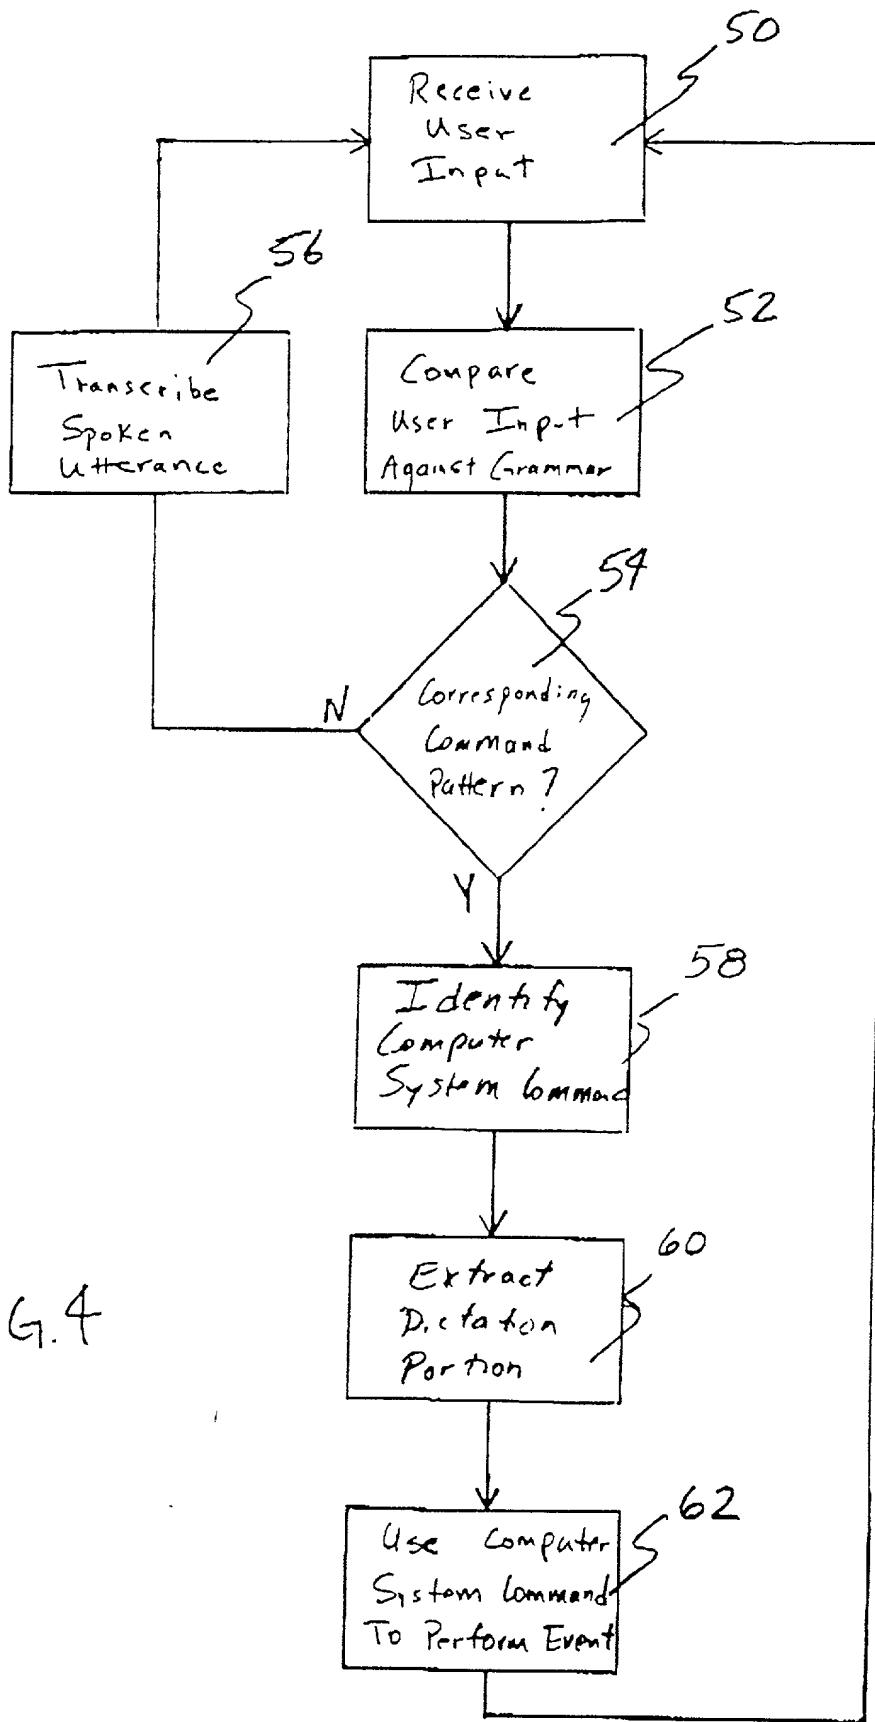 50
Receive
User
Input
56
Transcribe
Spoken
Utterance
52
Compare
User Input
Against Grammar
54
Corresponding
Command
Pattern?
N
Y
58
Identify
Computer
System Command
60
Extract
Dictation
Portion
G.4
62
Use Computer
System Command
To Perform Event